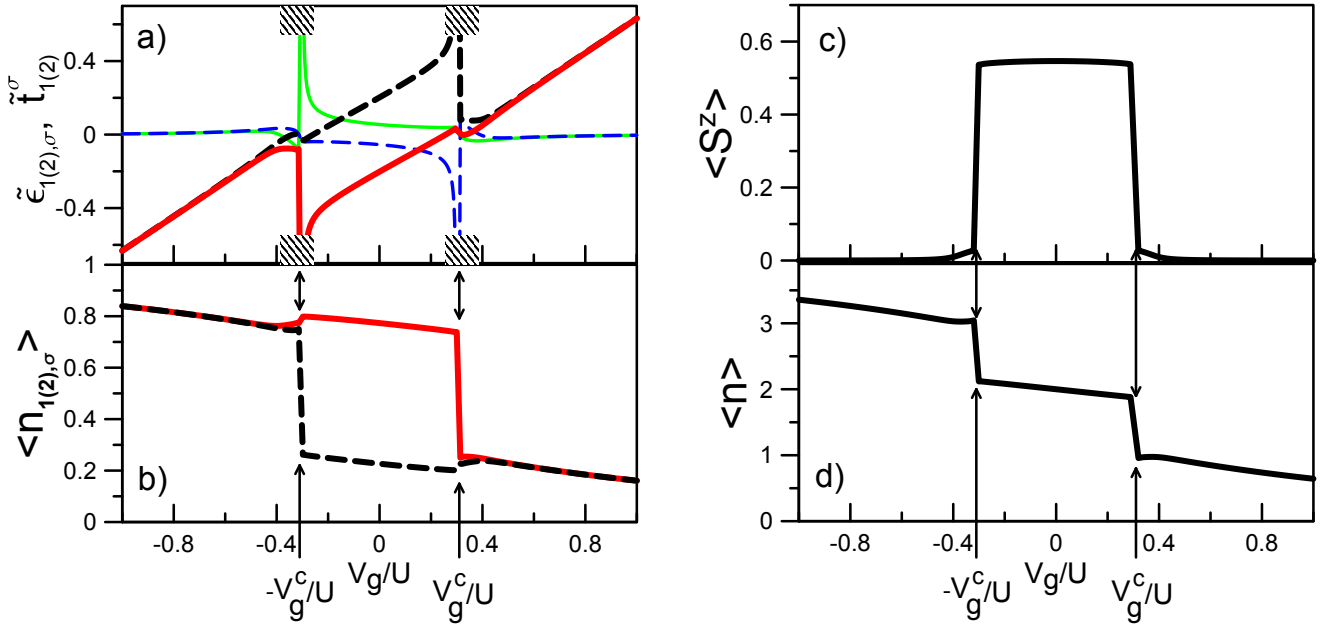 a)
0.4
0
-0.4
ε̃1(2),σ, t̃σ1(2)
1
0.8
0.6
0.4
0.2
0
<n1(2),σ>
b)
-0.8 -0.4 0 0.4 0.8
-Vgc/U Vg/U Vgc/U
c)
0.6
0.4
0.2
0
<Sz>
3
2
1
0
<n>
d)
-0.8 -0.4 0 0.4 0.8
-Vgc/U Vg/U Vgc/U